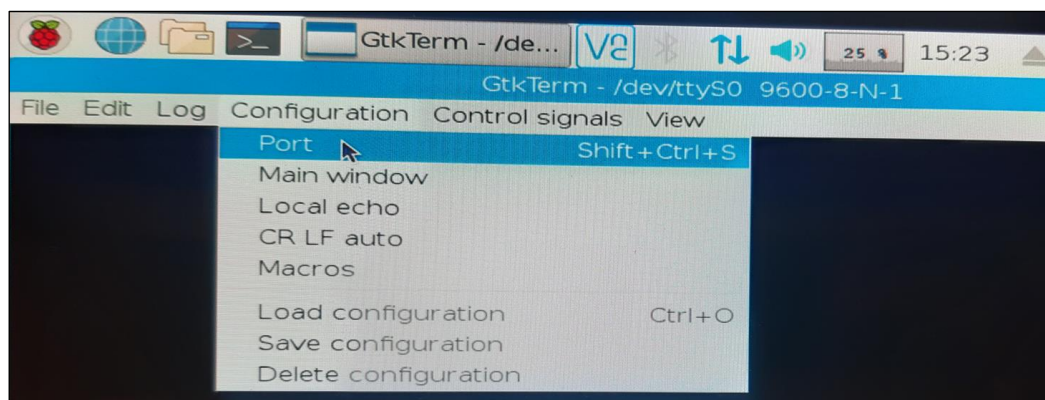 >_ GtkTerm - /de... V2 25 % 15:23
GtkTerm - /dev/ttyS0 9600-8-N-1
File Edit Log Configuration Control signals View
Port Shift+Ctrl+S
Main window
Local echo
CR LF auto
Macros
Load configuration Ctrl+O
Save configuration
Delete configuration